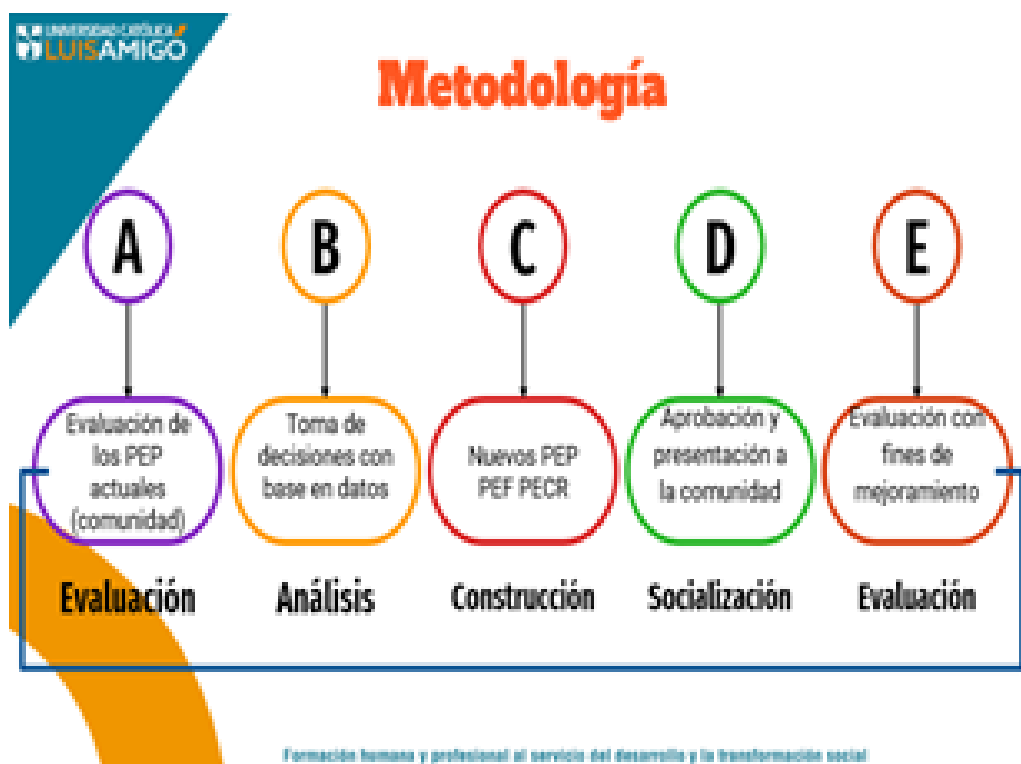 UNIVERSIDAD CATÓLICA
LUIS AMIGÓ
Metodología
A
B
C
D
E
Evaluación de
los PEP
actuales
(comunidad)
Toma de
decisiones con
base en datos
Nuevos PEP
PEF PECR
Aprobación y
presentación a
la comunidad
Evaluación con
fines de
mejoramiento
Evaluación
Análisis
Construcción
Socialización
Evaluación
Formación humana y profesional al servicio del desarrollo y la transformación social